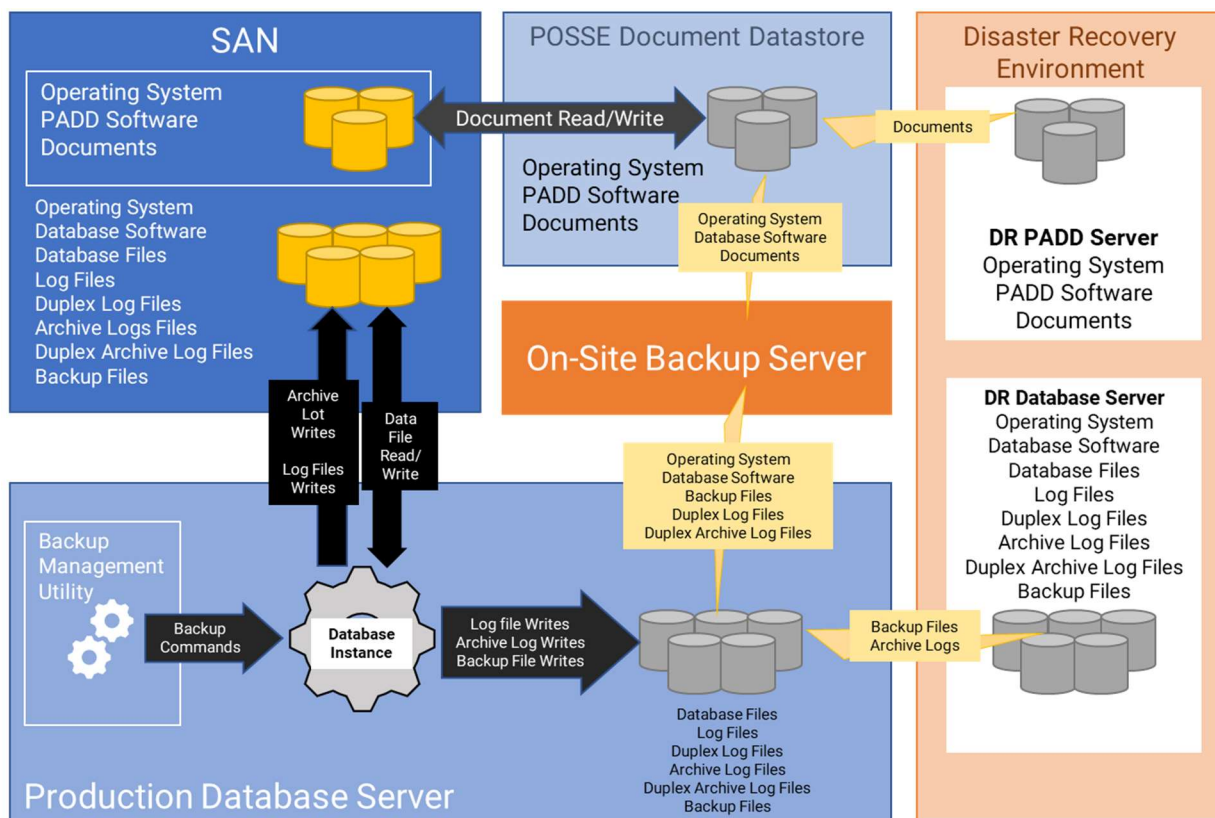 SAN
Operating System
PADD Software
Documents
Operating System
Database Software
Database Files
Log Files
Duplex Log Files
Archive Logs Files
Duplex Archive Log Files
Backup Files
Document Read/Write
POSSE Document Datastore
Operating System
PADD Software
Documents
Operating System
Database Software
Documents
Documents
Disaster Recovery
Environment
DR PADD Server
Operating System
PADD Software
Documents
On-Site Backup Server
Archive
Lot
Writes
Log Files
Writes
Data
File
Read/
Write
Operating System
Database Software
Backup Files
Duplex Log Files
Duplex Archive Log Files
DR Database Server
Operating System
Database Software
Database Files
Log Files
Duplex Log Files
Archive Log Files
Duplex Archive Log Files
Backup Files
Backup
Management
Utility
Backup
Commands
Database
Instance
Log file Writes
Archive Log Writes
Backup File Writes
Backup Files
Archive Logs
Database Files
Log Files
Duplex Log Files
Archive Log Files
Duplex Archive Log Files
Backup Files
Production Database Server